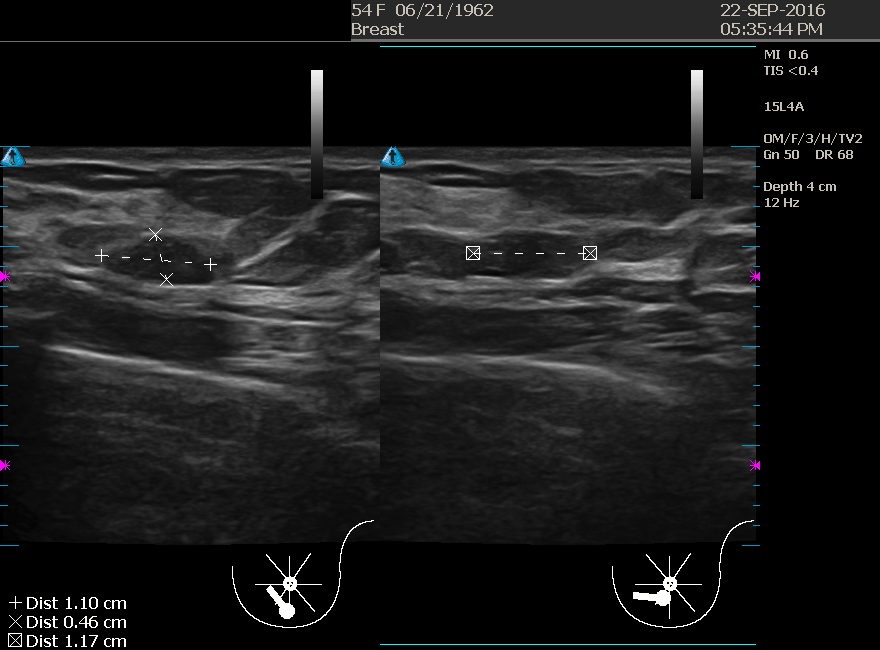 54 F 06/21/1962 22-SEP-2016
Breast 05:35:44 PM
MI 0.6
TIS <0.4
15L4A
OM/F/3/H/TV2
Gn 50 DR 68
Depth 4 cm
12 Hz
Dist 1.10 cm
Dist 0.46 cm
Dist 1.17 cm